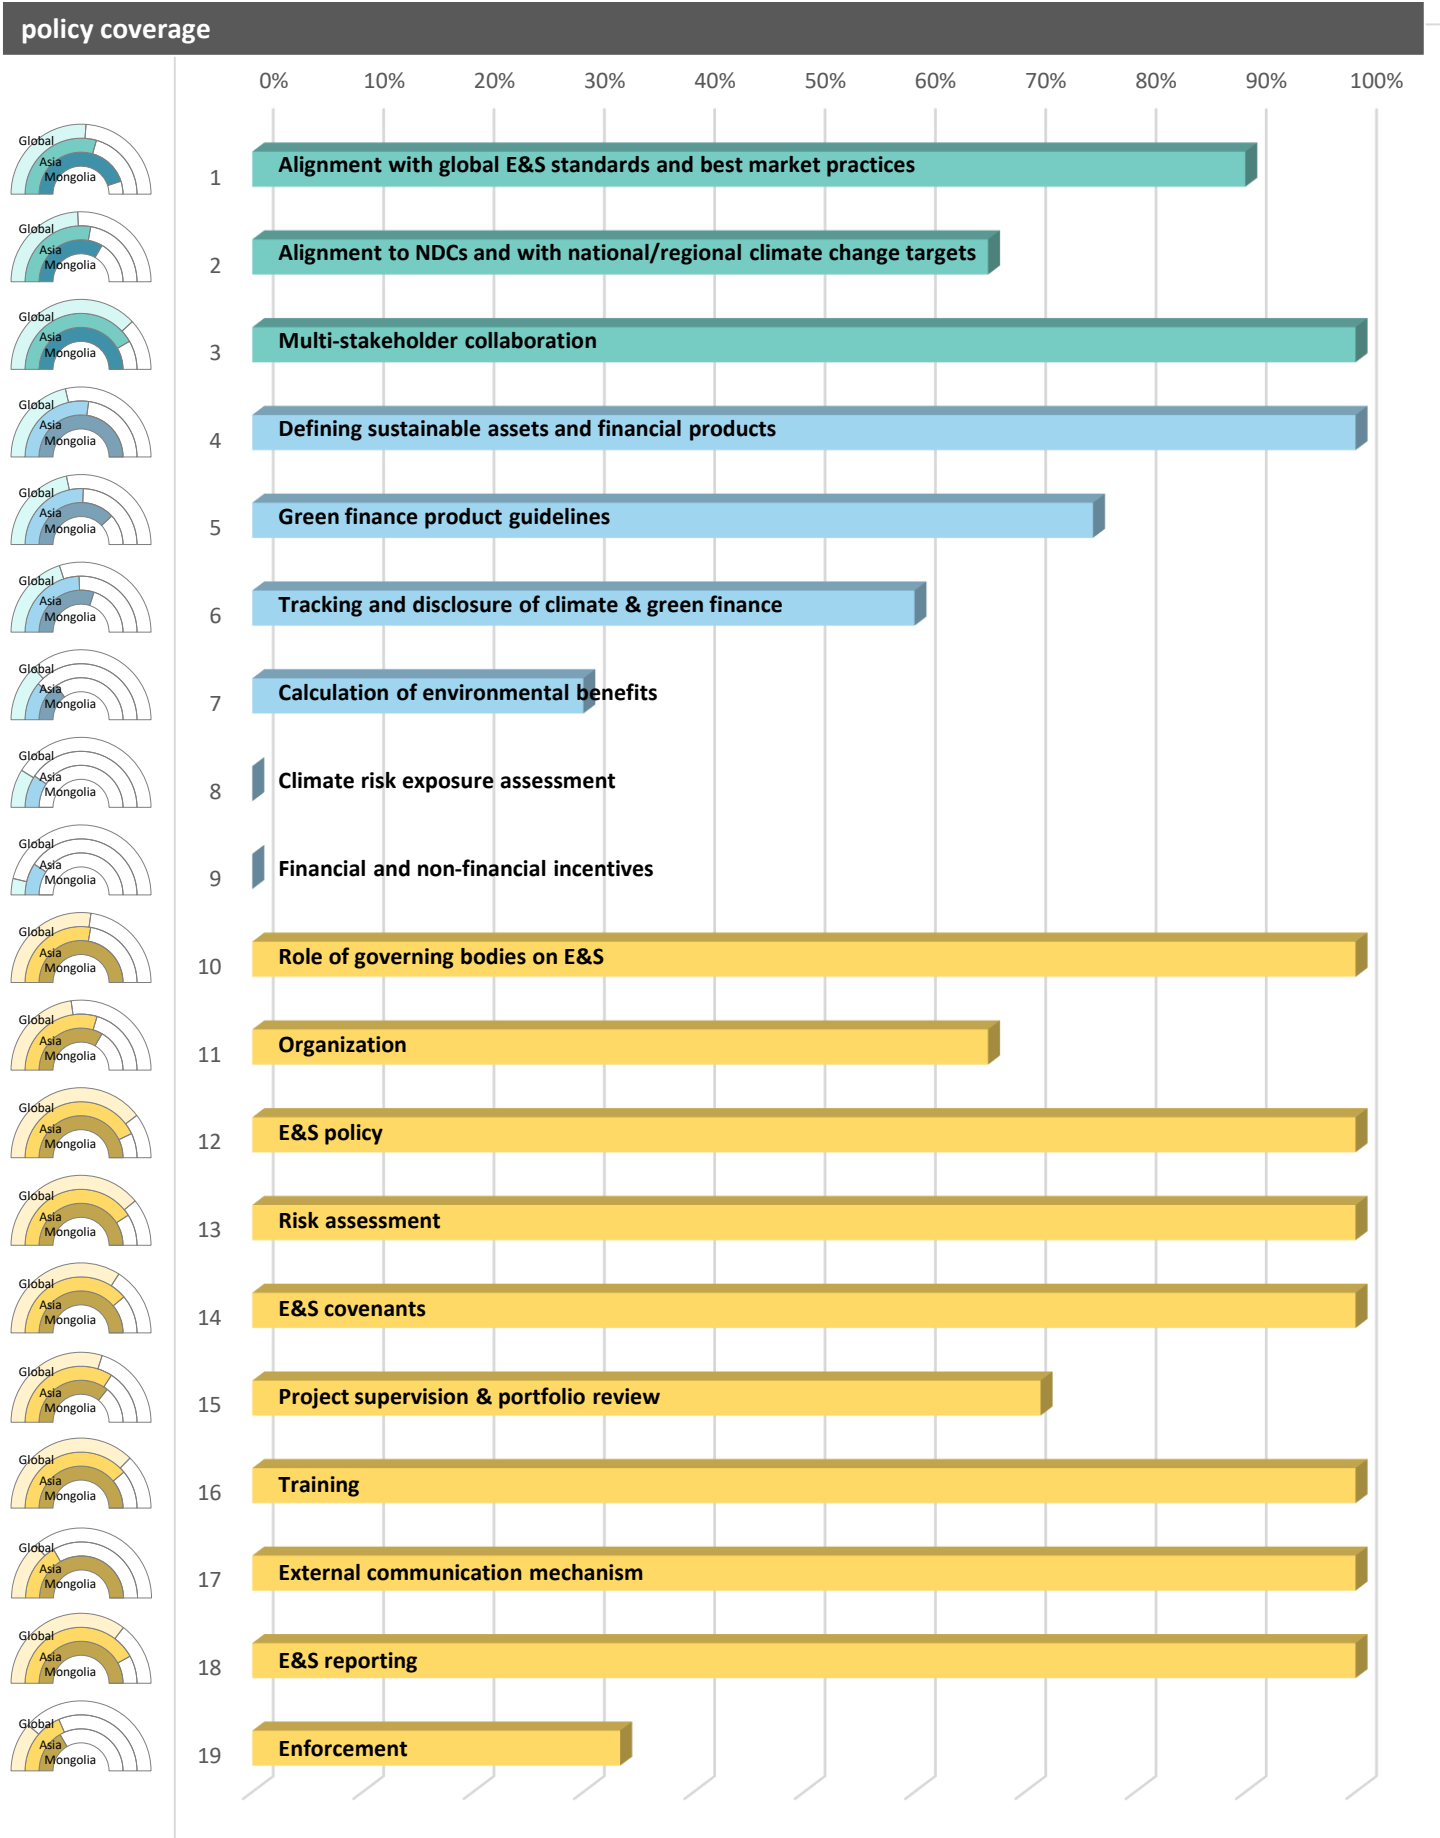 policy coverage
0% 10% 20% 30% 40% 50% 60% 70% 80% 90% 100%
Global
Asia
Mongolia
1 Alignment with global E&S standards and best market practices
Global
Asia
Mongolia
2 Alignment to NDCs and with national/regional climate change targets
Global
Asia
Mongolia
3 Multi-stakeholder collaboration
Global
Asia
Mongolia
4 Defining sustainable assets and financial products
Global
Asia
Mongolia
5 Green finance product guidelines
Global
Asia
Mongolia
6 Tracking and disclosure of climate & green finance
Global
Asia
Mongolia
7 Calculation of environmental benefits
Global
Asia
Mongolia
8 Climate risk exposure assessment
Global
Asia
Mongolia
9 Financial and non-financial incentives
Global
Asia
Mongolia
10 Role of governing bodies on E&S
Global
Asia
Mongolia
11 Organization
Global
Asia
Mongolia
12 E&S policy
Global
Asia
Mongolia
13 Risk assessment
Global
Asia
Mongolia
14 E&S covenants
Global
Asia
Mongolia
15 Project supervision & portfolio review
Global
Asia
Mongolia
16 Training
Global
Asia
Mongolia
17 External communication mechanism
Global
Asia
Mongolia
18 E&S reporting
Global
Asia
Mongolia
19 Enforcement